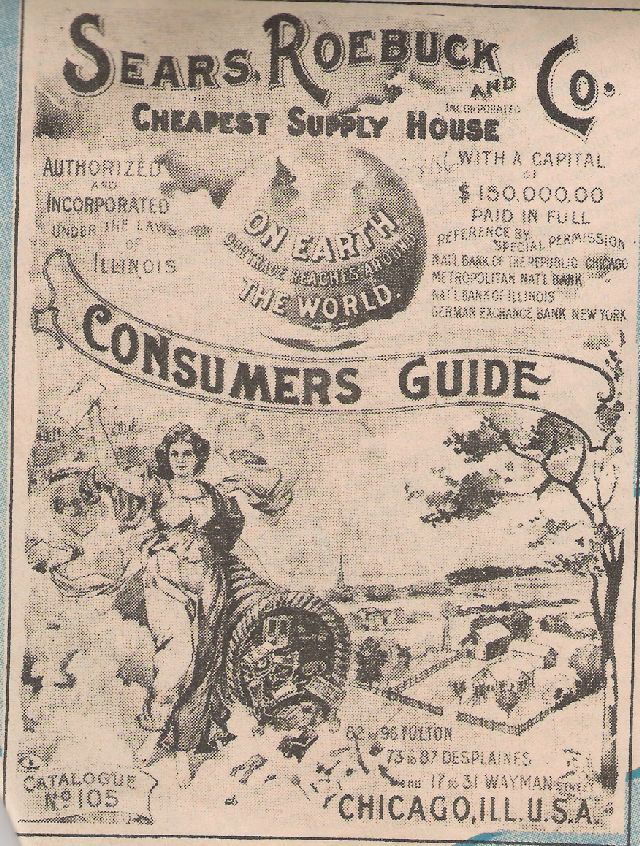 SEARS, ROEBUCK AND Co.
INCORPORATED
CHEAPEST SUPPLY HOUSE
AUTHORIZED
AND
INCORPORATED
UNDER THE LAWS
OF
ILLINOIS
ON EARTH
OUR TRADE REACHES AROUND
THE WORLD.
WITH A CAPITAL
OF
$150,000.00
PAID IN FULL
REFERENCE BY
SPECIAL PERMISSION
NAT'L BANK OF THE REPUBLIC CHICAGO
METROPOLITAN NAT'L BANK
NAT'L BANK OF ILLINOIS
GERMAN EXCHANGE BANK NEW YORK
CONSUMERS GUIDE
CATALOGUE
No 105
82 to 96 FULTON
73 to 87 DESPLAINES
AND 17 to 31 WAYMAN STREET
CHICAGO, ILL. U.S.A.